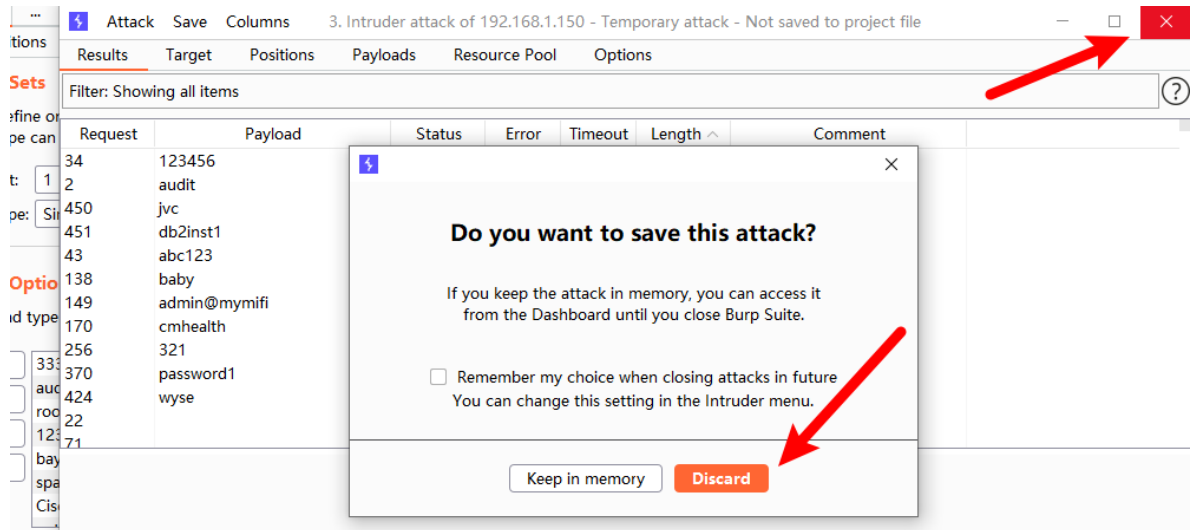 ...
Attack Save Columns 3. Intruder attack of 192.168.1.150 - Temporary attack - Not saved to project file
itions
Results Target Positions Payloads Resource Pool Options
Sets
Filter: Showing all items
?
efine or
pe can
Request Payload Status Error Timeout Length Comment
34 123456
t: 1
2 audit
pe: Sir
450 jvc
451 db2inst1
43 abc123
138 baby
Optio
149 admin@mymifi
id type
170 cmhealth
256 321
333
370 password1
aud
424 wyse
roo
22
123
71
bay
spa
Cis
Do you want to save this attack?
If you keep the attack in memory, you can access it
from the Dashboard until you close Burp Suite.
Remember my choice when closing attacks in future
You can change this setting in the Intruder menu.
Keep in memory Discard